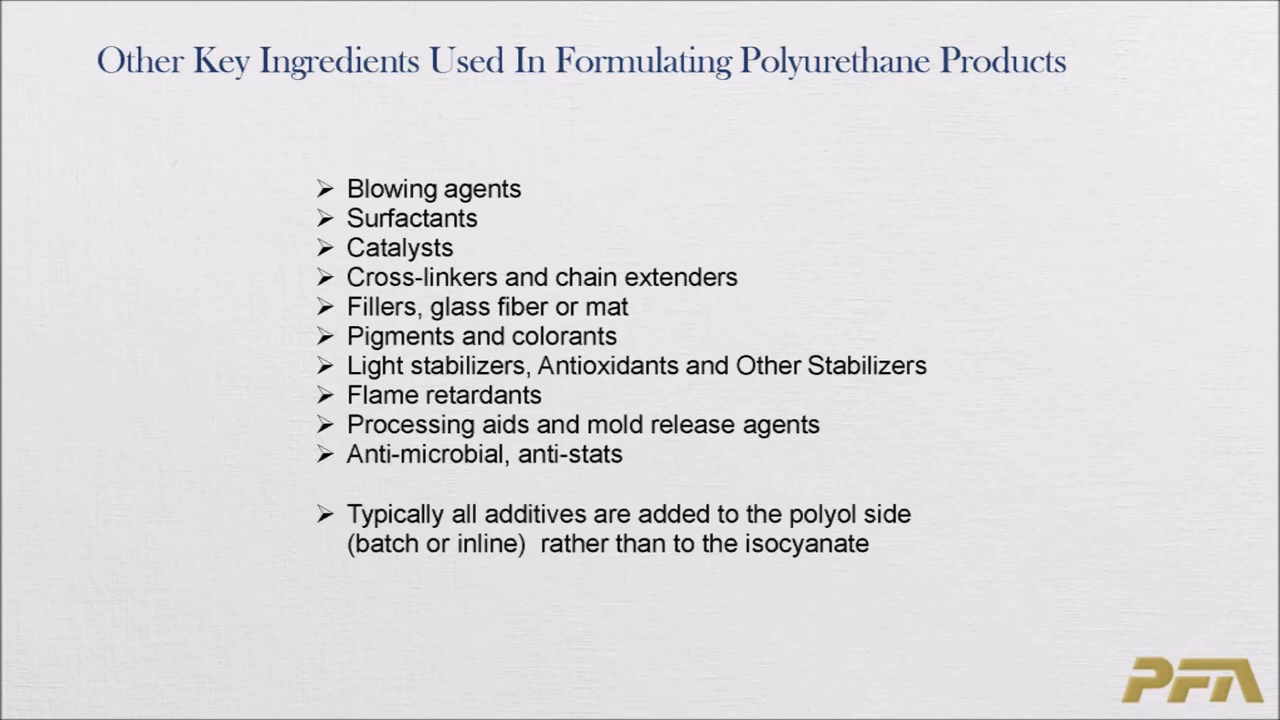 Other Key Ingredients Used In Formulating Polyurethane Products
➢ Blowing agents
➢ Surfactants
➢ Catalysts
➢ Cross-linkers and chain extenders
➢ Fillers, glass fiber or mat
➢ Pigments and colorants
➢ Light stabilizers, Antioxidants and Other Stabilizers
➢ Flame retardants
➢ Processing aids and mold release agents
➢ Anti-microbial, anti-stats
➢ Typically all additives are added to the polyol side
(batch or inline)  rather than to the isocyanate
PFA